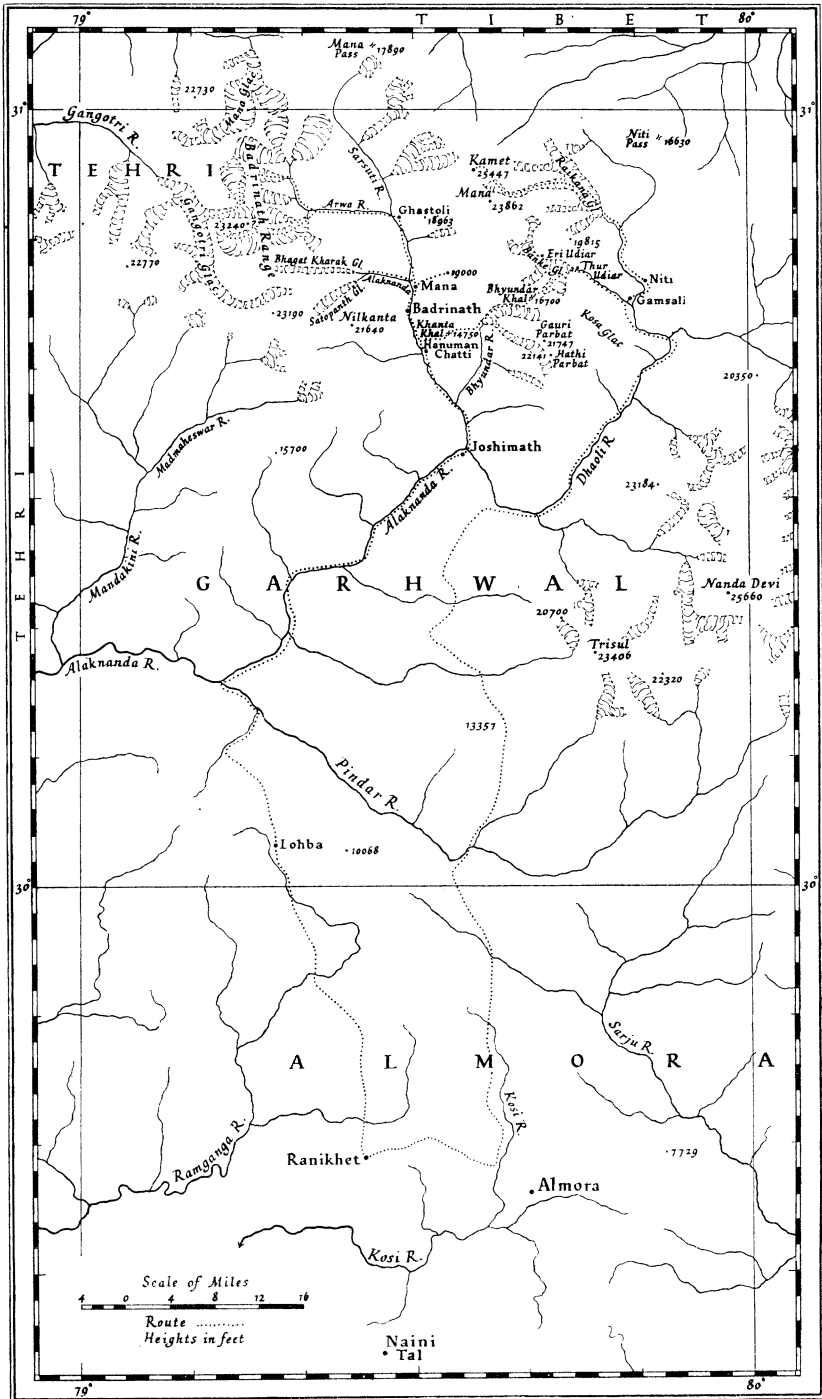 79°
T I B E T
80°
Mana
Pass 17890
22730
Mana Glac
31°
31°
Gangotri R.
Niti
Pass 16630
T E H R I
Badrinath Range
Sarsuti R.
Kamet
25447
Raikana Gl.
Mana
23862
Arwa R.
Ghastoli
18963
Gangotri Glac
23240
22770
19815
Bhagat Kharak Gl.
Alaknanda
19000
Banke Gl
Eri Udiar
Thur
Udiar
Niti
Mana
Gamsali
Satopanth Gl.
23190
Nilkanta
21640
Badrinath
Bhyundar
Khal 16700
Khanta
Khal 14750
Hanuman
Chatti
Gauri
Parbat
21747
22141
Hathi
Parbat
Kosa Glac
Bhyundar R.
20350
Madmaheswar R.
15700
Joshimath
Dhaoli R.
Alaknanda R.
23184
T E H R I
Mandakini R.
G A R H W A L
Nanda Devi
25660
20700
Trisul
23406
Alaknanda R.
22320
13357
Pindar R.
Lohba
10068
30°
30°
Sarju R.
A L M O R A
Kosi R.
Ramganga R.
Ranikhet
7729
Almora
Kosi R.
Scale of Miles
4 0 4 8 12 16
Route ..........
Heights in feet
Naini
Tal
79°
80°